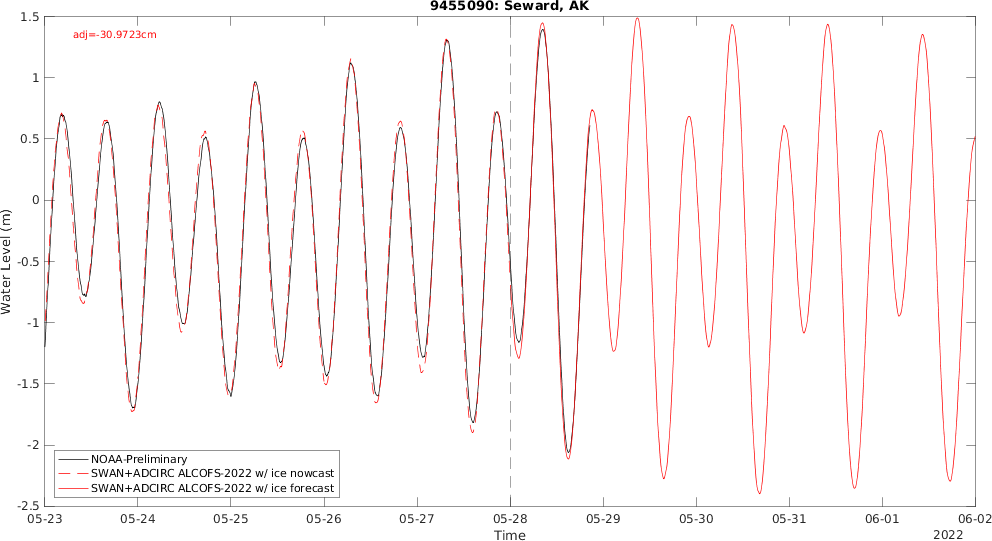 9455090: Seward, AK
adj=-30.9723cm
1.5
1
0.5
0
-0.5
-1
-1.5
-2
-2.5
Water Level (m)
NOAA-Preliminary
SWAN+ADCIRC ALCOFS-2022 w/ ice nowcast
SWAN+ADCIRC ALCOFS-2022 w/ ice forecast
05-23 05-24 05-25 05-26 05-27 05-28 05-29 05-30 05-31 06-01 06-02
Time
2022